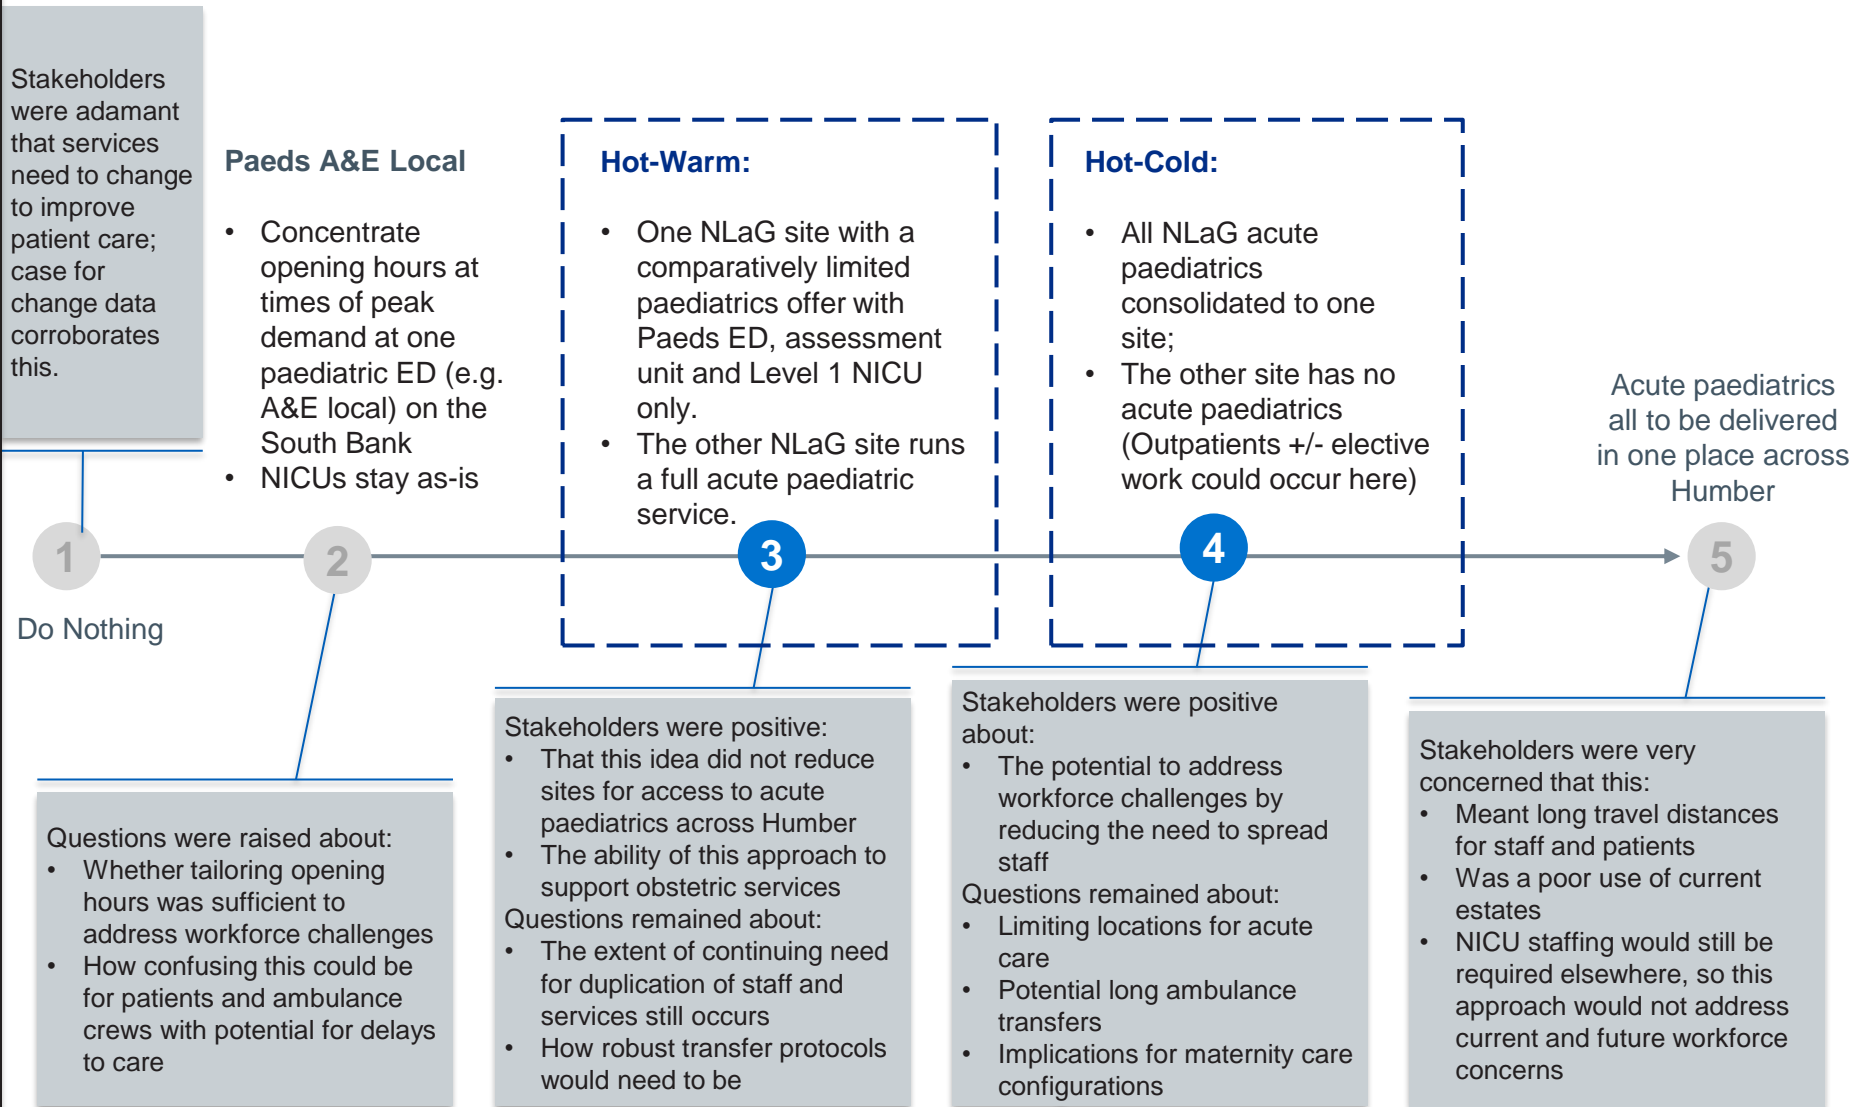 Stakeholders
were adamant
that services
need to change
to improve
patient care;
case for
change data
corroborates
this.
1
Do Nothing
Paeds A&E Local
• Concentrate
opening hours at
times of peak
demand at one
paediatric ED (e.g.
A&E local) on the
South Bank
• NICUs stay as-is
2
Questions were raised about:
• Whether tailoring opening
hours was sufficient to
address workforce challenges
• How confusing this could be
for patients and ambulance
crews with potential for delays
to care
Hot-Warm:
• One NLaG site with a
comparatively limited
paediatrics offer with
Paeds ED, assessment
unit and Level 1 NICU
only.
• The other NLaG site runs
a full acute paediatric
service.
3
Stakeholders were positive:
• That this idea did not reduce
sites for access to acute
paediatrics across Humber
• The ability of this approach to
support obstetric services
Questions remained about:
• The extent of continuing need
for duplication of staff and
services still occurs
• How robust transfer protocols
would need to be
Hot-Cold:
• All NLaG acute
paediatrics
consolidated to one
site;
• The other site has no
acute paediatrics
(Outpatients +/- elective
work could occur here)
4
Stakeholders were positive
about:
• The potential to address
workforce challenges by
reducing the need to spread
staff
Questions remained about:
• Limiting locations for acute
care
• Potential long ambulance
transfers
• Implications for maternity care
configurations
Acute paediatrics
all to be delivered
in one place across
Humber
5
Stakeholders were very
concerned that this:
• Meant long travel distances
for staff and patients
• Was a poor use of current
estates
• NICU staffing would still be
required elsewhere, so this
approach would not address
current and future workforce
concerns